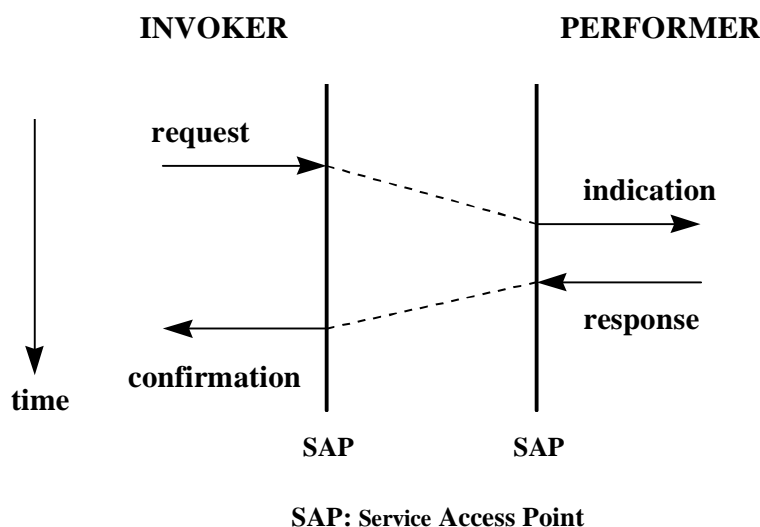 INVOKER PERFORMER
request
indication
response
confirmation
time
SAP SAP
SAP: Service Access Point